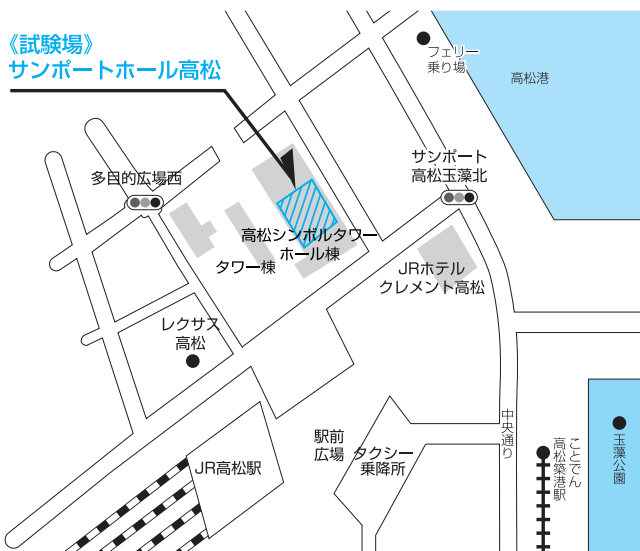 《試験場》
サンポートホール高松
フェリー
乗り場
高松港
サンポート
高松玉藻北
多目的広場西
高松シンボルタワー
ホール棟
タワー棟
JRホテル
クレメント高松
レクサス
高松
駅前
広場
タクシー
乗降所
JR高松駅
中央通り
ことでん
高松築港駅
玉藻公園